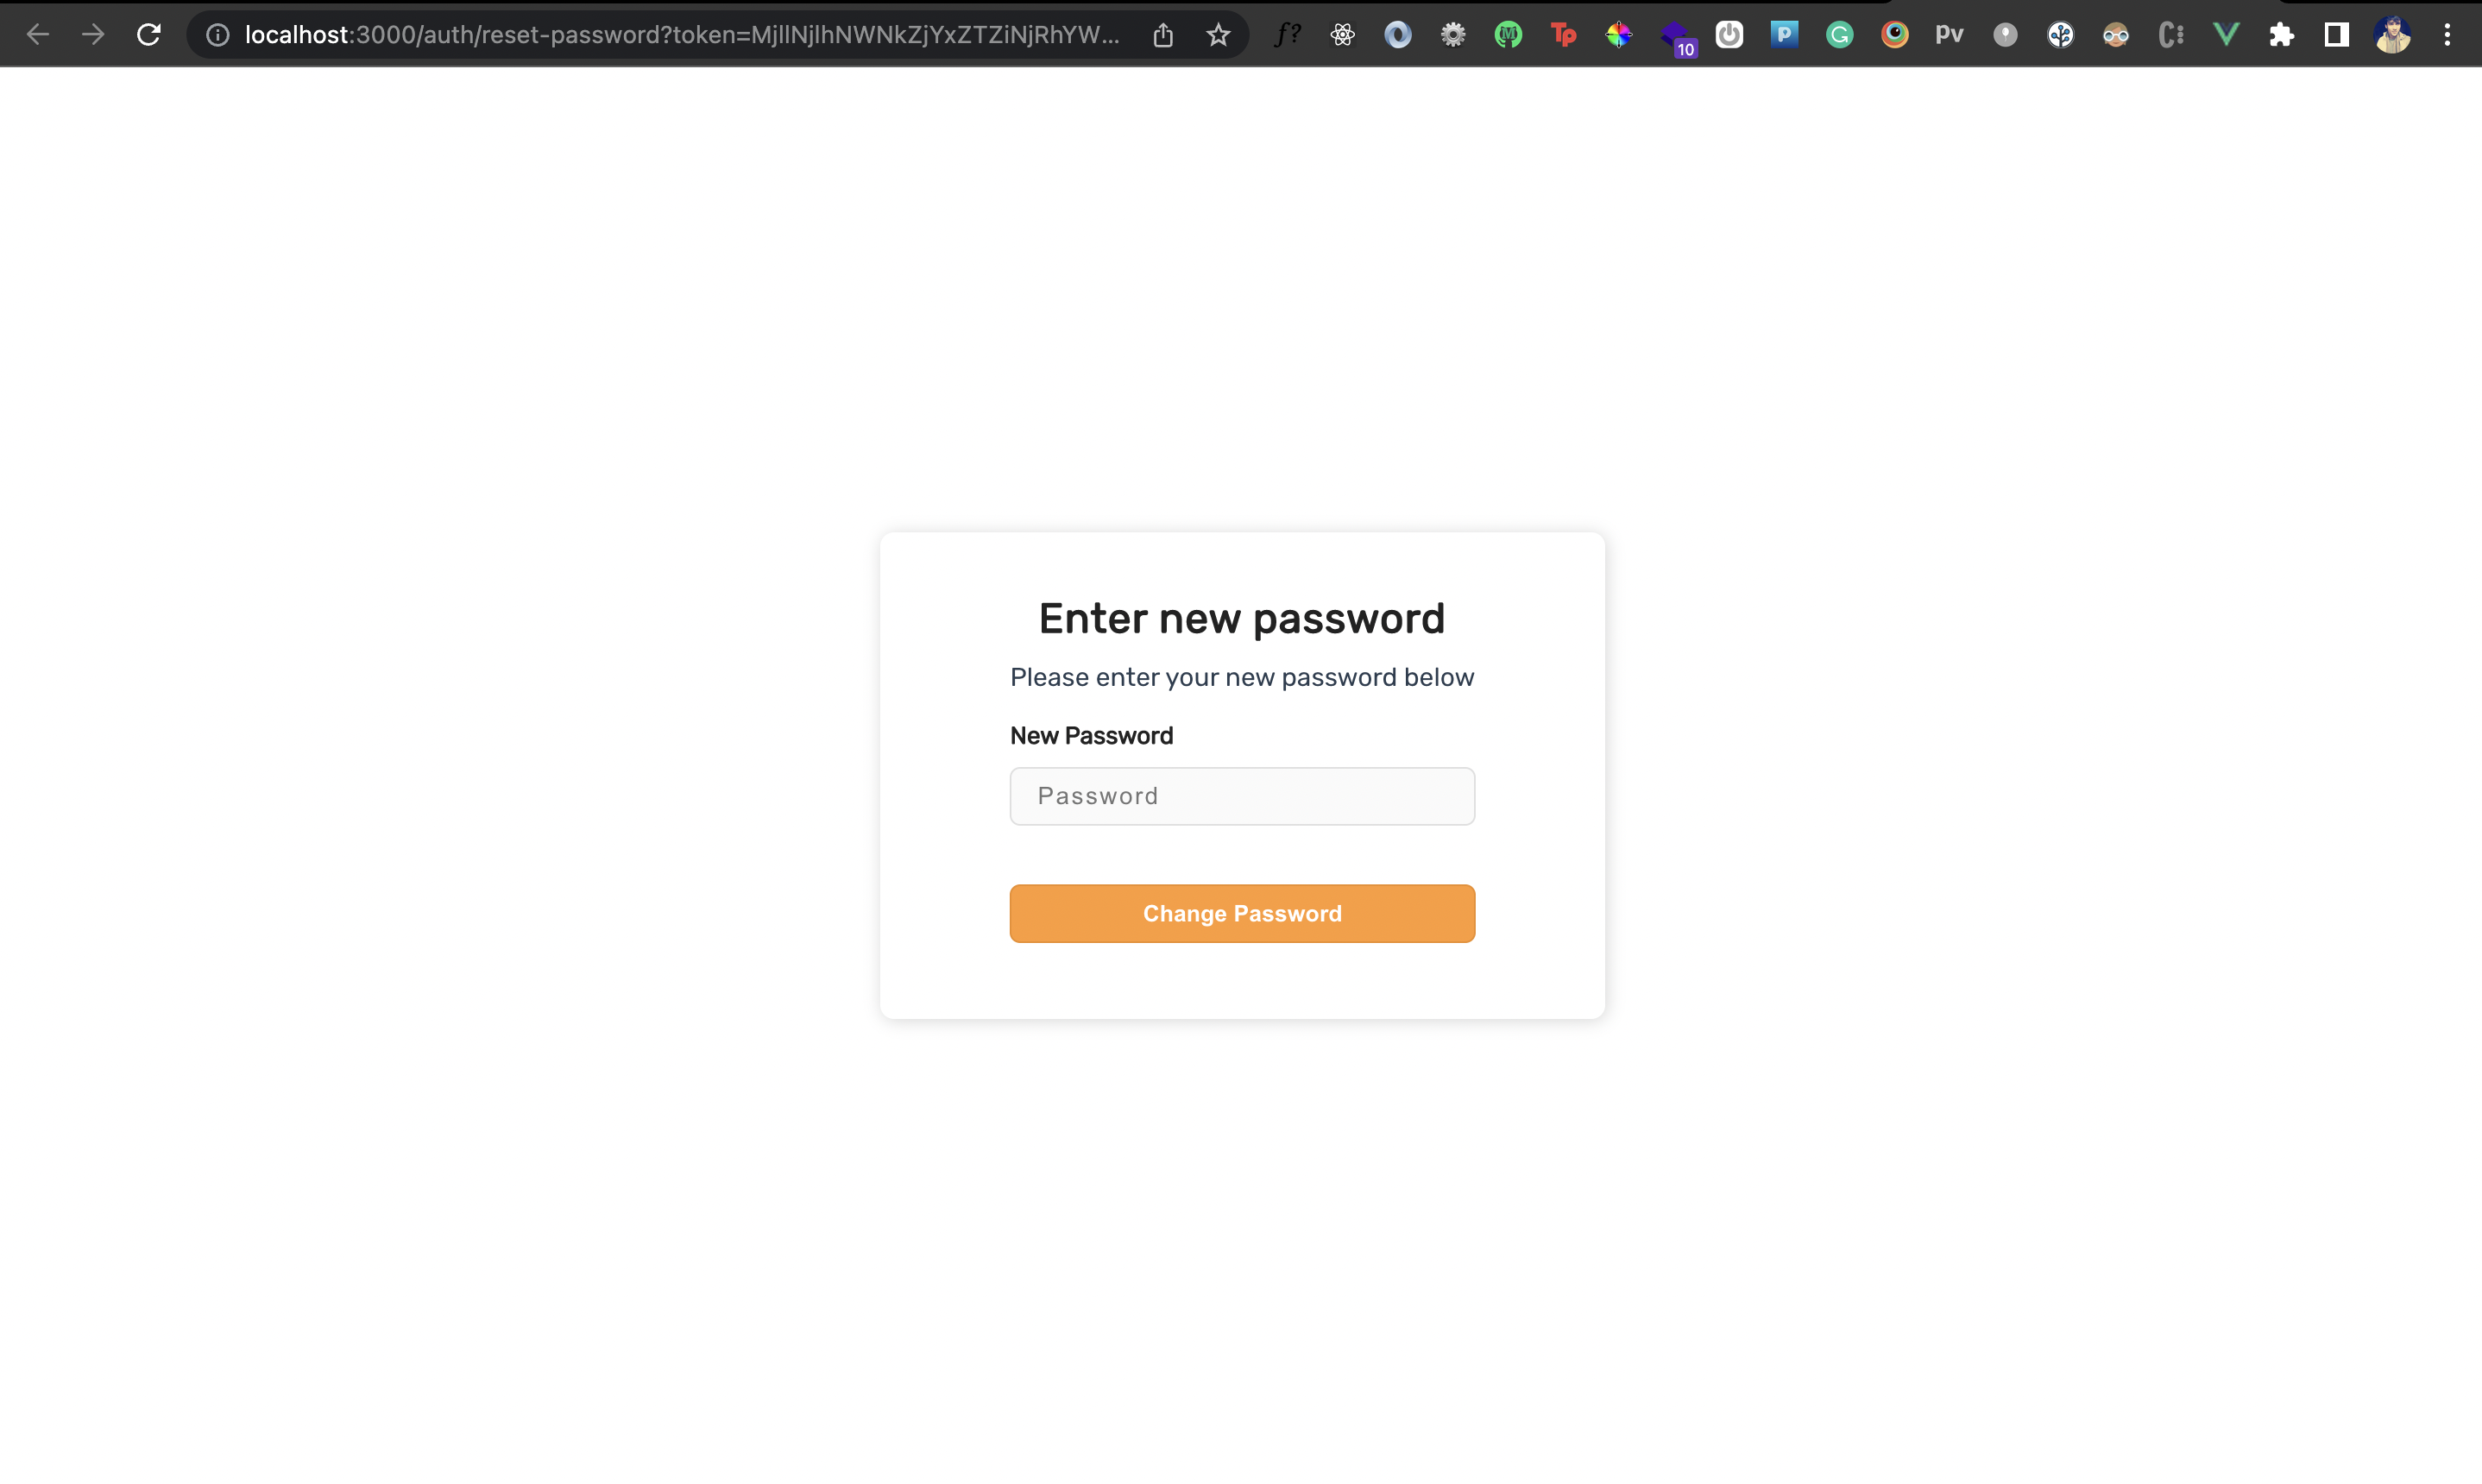 localhost:3000/auth/reset-password?token=MjllNjlhNWNkZjYxZTZiNjRhYW...
f?
M
Tp
10
P
G
pv
C
Enter new password
Please enter your new password below
New Password
Password
Change Password